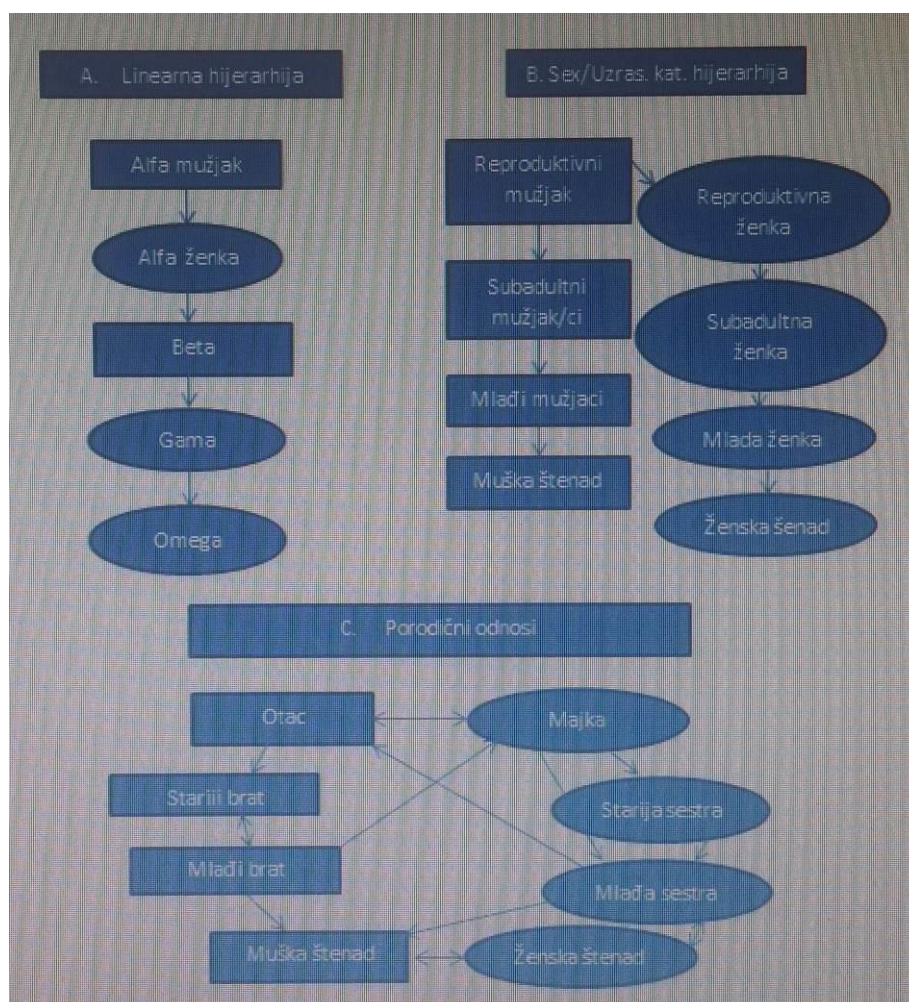 A. Linearna hijerarhija
B. Sex/Uzras. kat. hijerarhija
Alfa mužjak
Alfa ženka
Beta
Gama
Omega
Reproduktivni
mužjak
Subadultni
mužjak/ci
Mlađi mužjaci
Muška štenad
Reproduktivna
ženka
Subadultna
ženka
Mlada ženka
Ženska šenad
C. Porodični odnosi
Otac
Majka
Stariii brat
Starija sestra
Mlađi brat
Mlađa sestra
Muška štenad
Ženska štenad